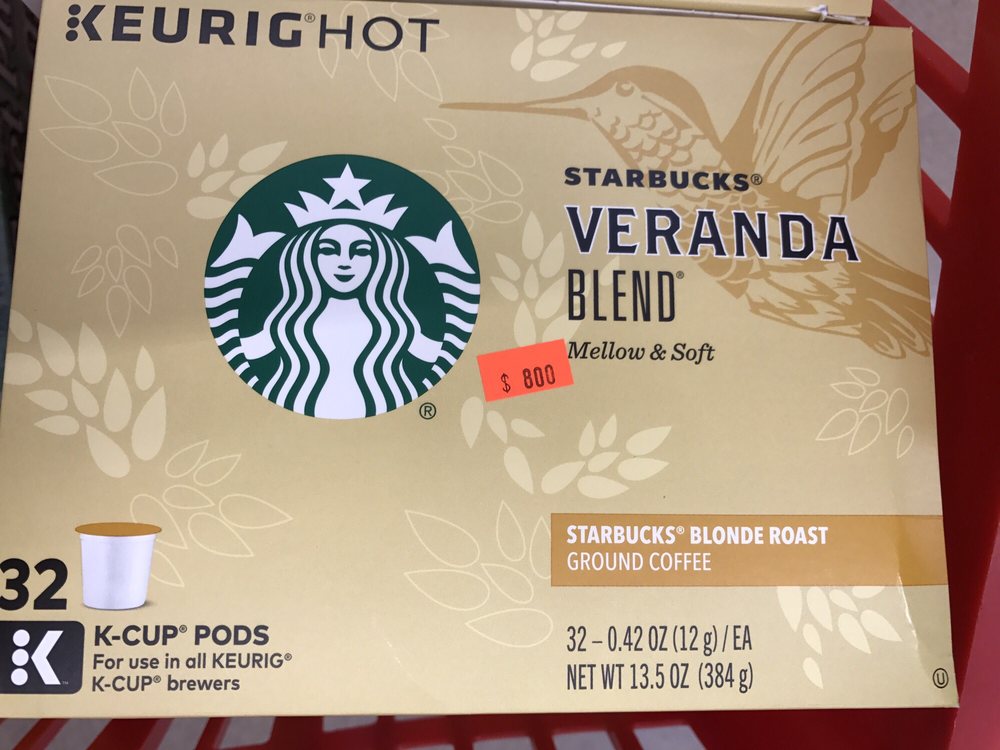 KEURIG® HOT
STARBUCKS®
VERANDA
BLEND®
Mellow & Soft
$ 800
®
STARBUCKS® BLONDE ROAST
GROUND COFFEE
32
K
K-CUP® PODS
For use in all KEURIG®
K-CUP® brewers
32 – 0.42 OZ (12 g) / EA
NET WT 13.5 OZ (384 g)
U